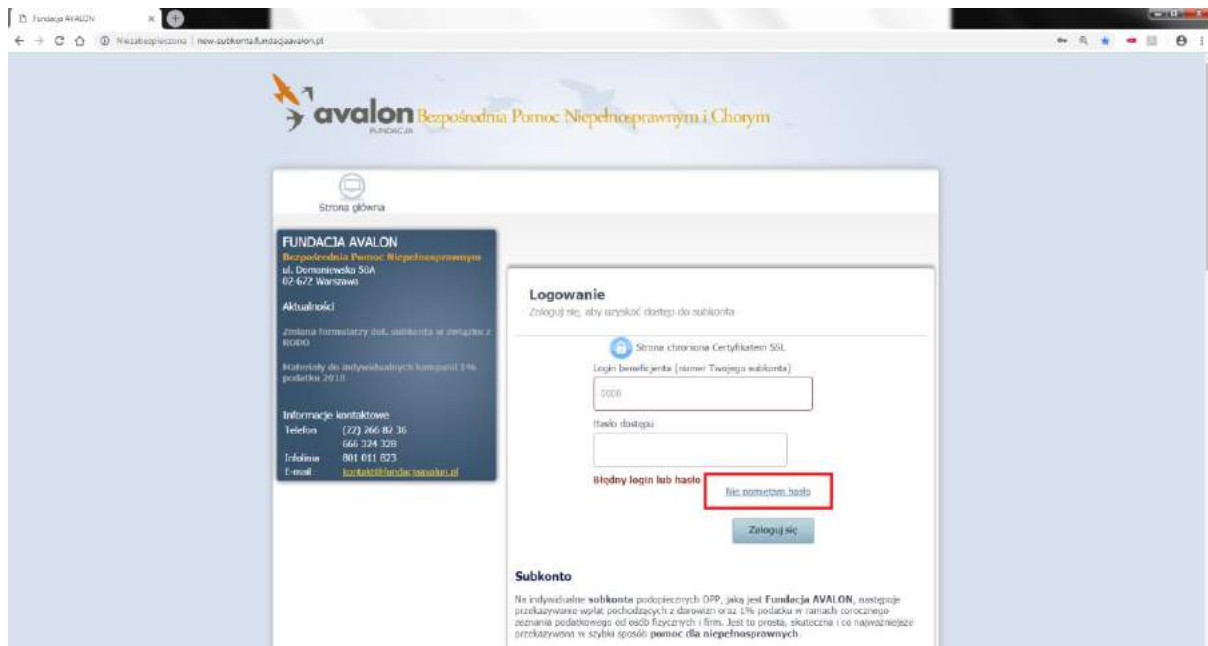 Fundacja AVALON
Niezabezpieczona | new-subkonta.fundacjaavalon.pl
avalon Bezpośrednia Pomoc Niepełnosprawnym i Chorym
FUNDACJA
Strona główna
FUNDACJA AVALON
Bezpośrednia Pomoc Niepełnosprawnym
ul. Domaniewska 50A
02-672 Warszawa
Aktualności
Zmiana formularzy dot. subkonta w związku z
RODO
Materiały do indywidualnych kampanii 1%
podatku 2018
Informacje kontaktowe
Telefon (22) 266 82 36
666 324 328
Infolinia 801 011 823
E-mail kontakt@fundacjaavalon.pl
Logowanie
Zaloguj się, aby uzyskać dostęp do subkonta
Strona chroniona Certyfikatem SSL
Login beneficjenta (numer Twojego subkonta)
0000
Hasło dostępu
Błędny login lub hasło
Nie pamiętam hasła
Zaloguj się
Subkonto
Na indywidualne subkonta podopiecznych OPP, jaką jest Fundacja AVALON, następuje
przekazywanie wpłat pochodzących z darowizn oraz 1% podatku w ramach corocznego
zeznania podatkowego od osób fizycznych i firm. Jest to prosta, skuteczna i co najważniejsze
przekazywana w szybki sposób pomoc dla niepełnosprawnych.